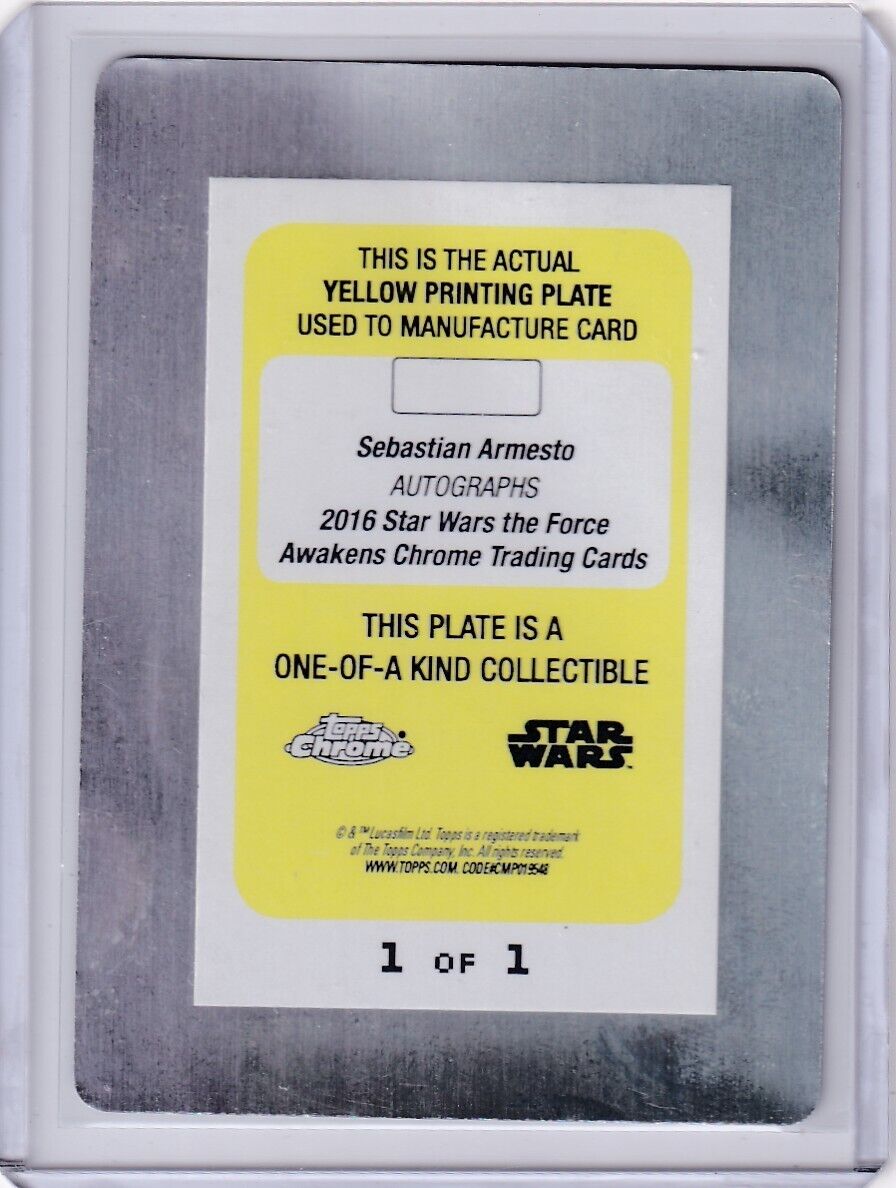 THIS IS THE ACTUAL
YELLOW PRINTING PLATE
USED TO MANUFACTURE CARD
Sebastian Armesto
AUTOGRAPHS
2016 Star Wars the Force
Awakens Chrome Trading Cards
THIS PLATE IS A
ONE-OF-A KIND COLLECTIBLE
topps Chrome
STAR WARS
© & ™ Lucasfilm Ltd. Topps is a registered trademark
of The Topps Company, Inc. All rights reserved.
WWW.TOPPS.COM. CODE#CMP019548
1 OF 1